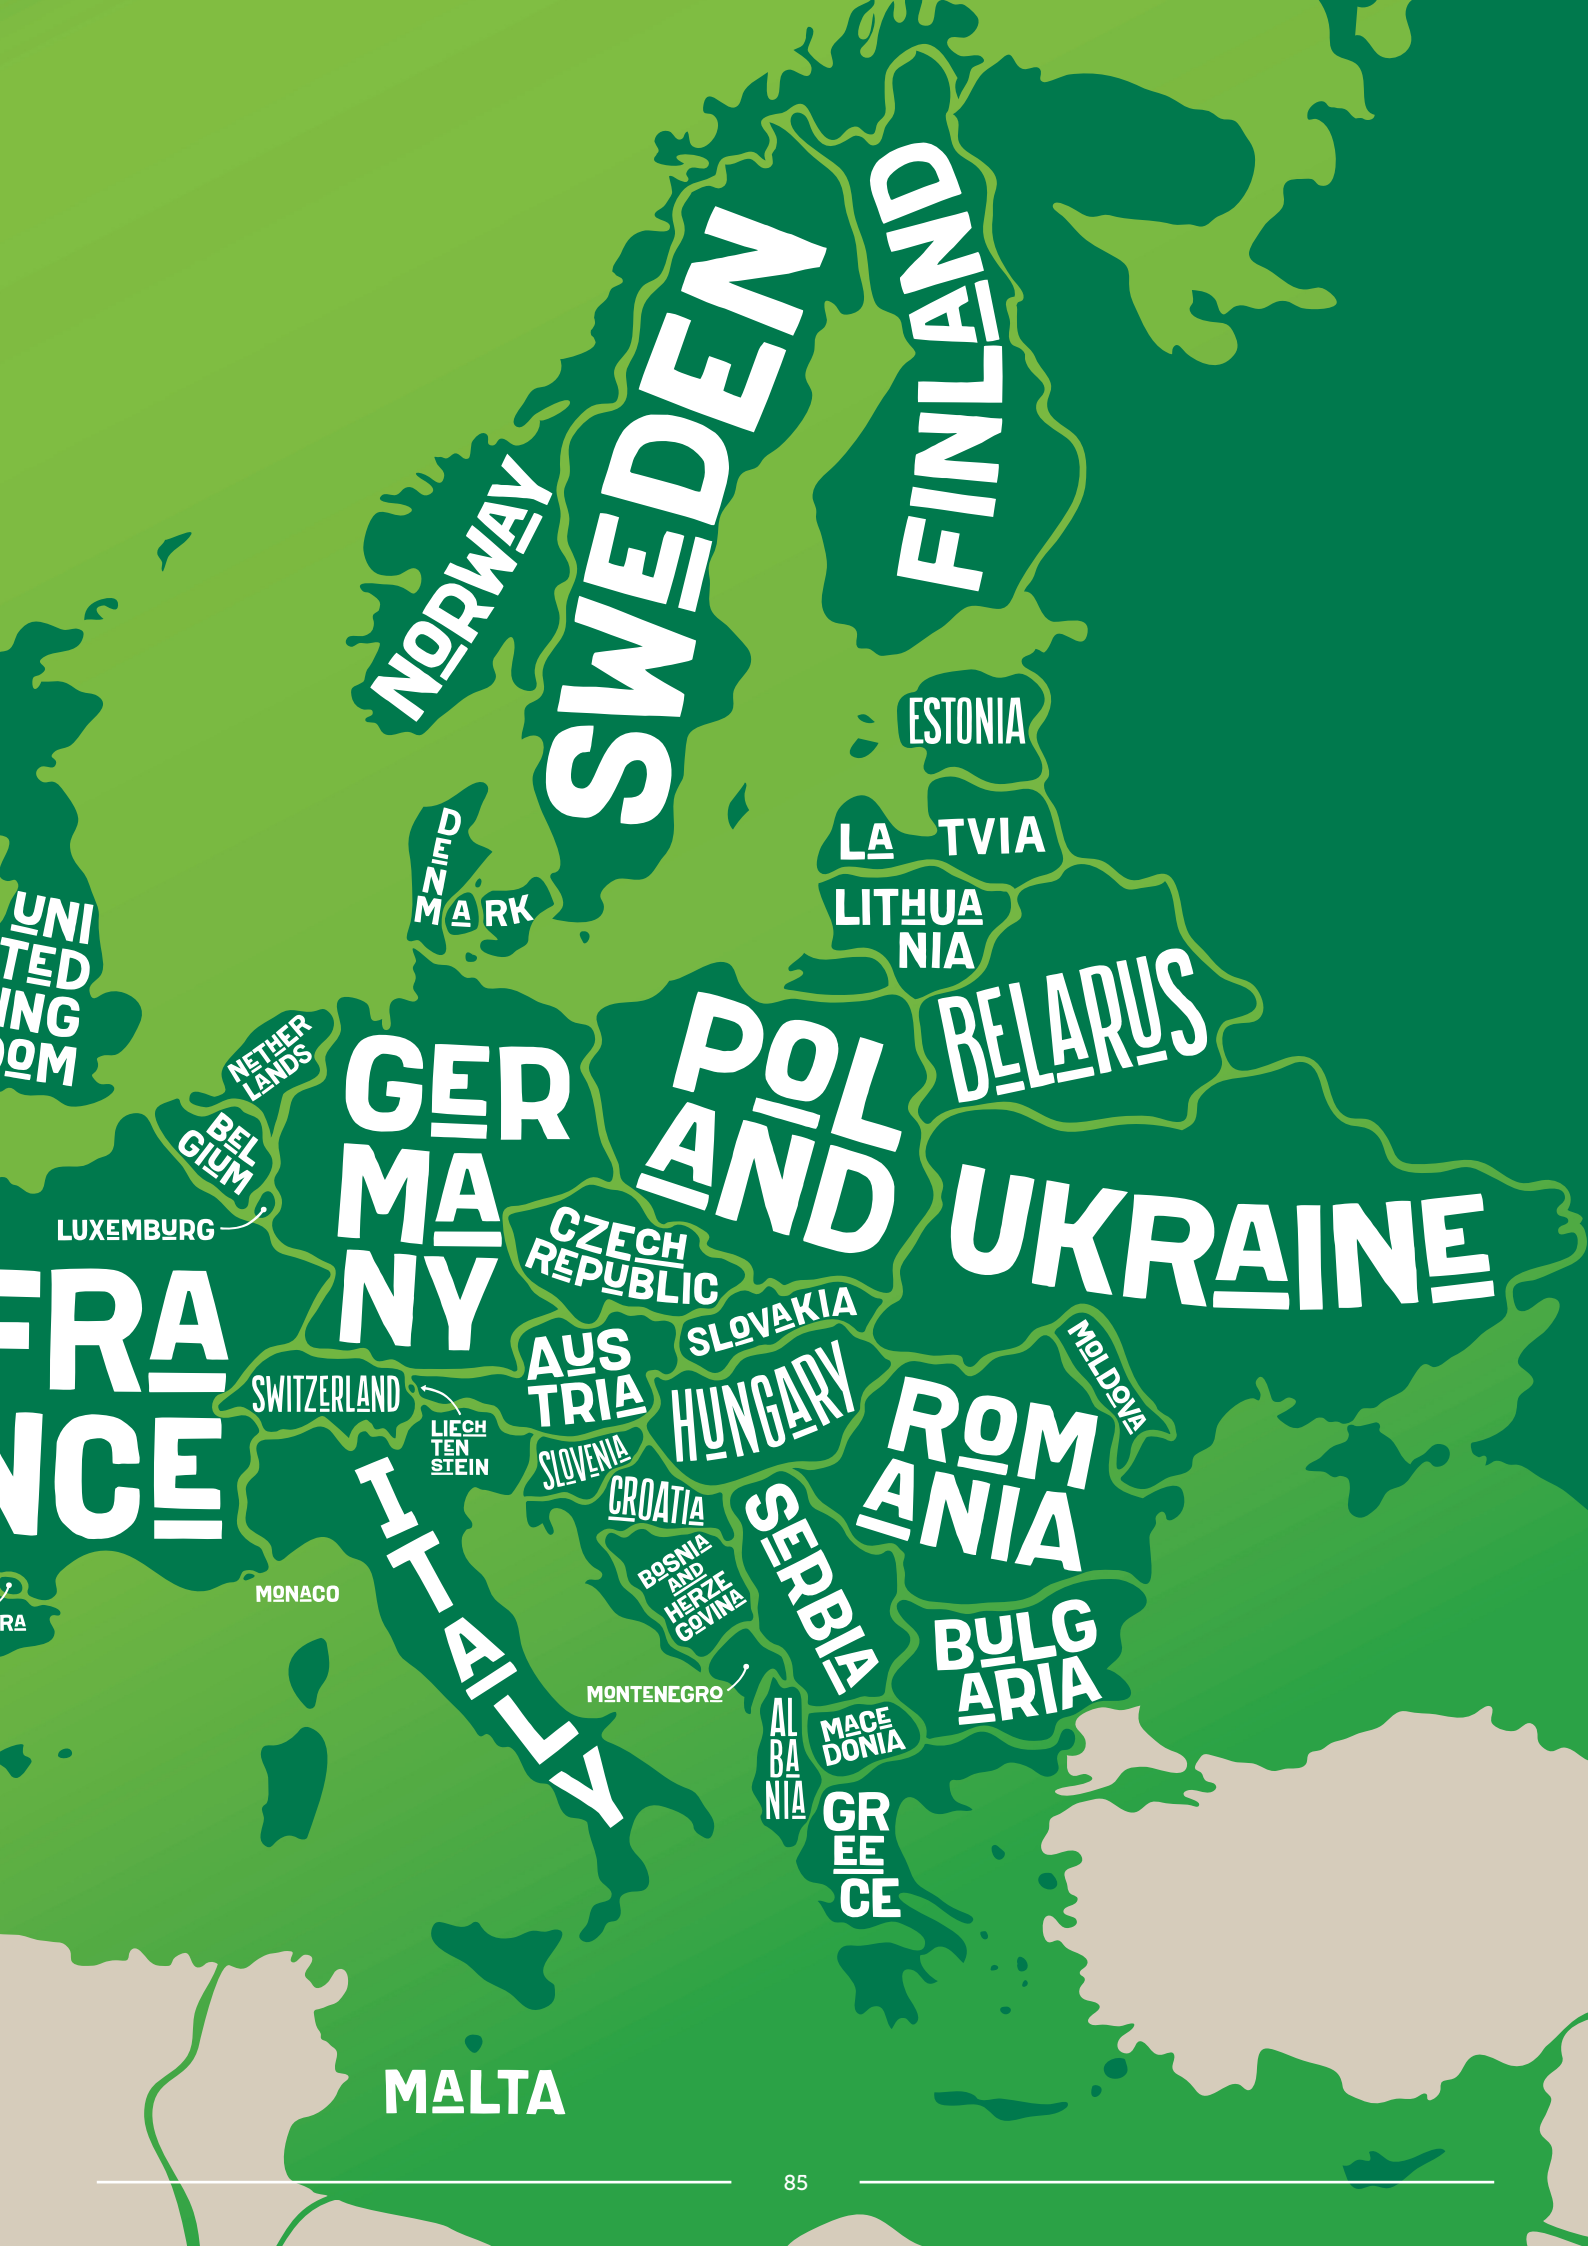 SWEDEN
FINLAND
NORWAY
ESTONIA
LA TVIA
D
E
N
M A RK
LITHUA
NIA
UNI
TED
ING
OM
BELARUS
NETHER
LANDS
GER
MA
NY
POL
AND
BEL
GIUM
LUXEMBURG
UKRAINE
CZECH
REPUBLIC
SLOVAKIA
FRA
NCE
AUS
TRIA
MOLDOVA
SWITZERLAND
HUNGARY
LIECH
TEN
STEIN
ROM
ANIA
SLOVENIA
CROATIA
ITALY
SERBIA
BOSNIA
AND
HERZE
GOVINA
MONACO
RA
BULG
ARIA
MONTENEGRO
AL
BA
NIA
MACE
DONIA
GR
EE
CE
MALTA
85